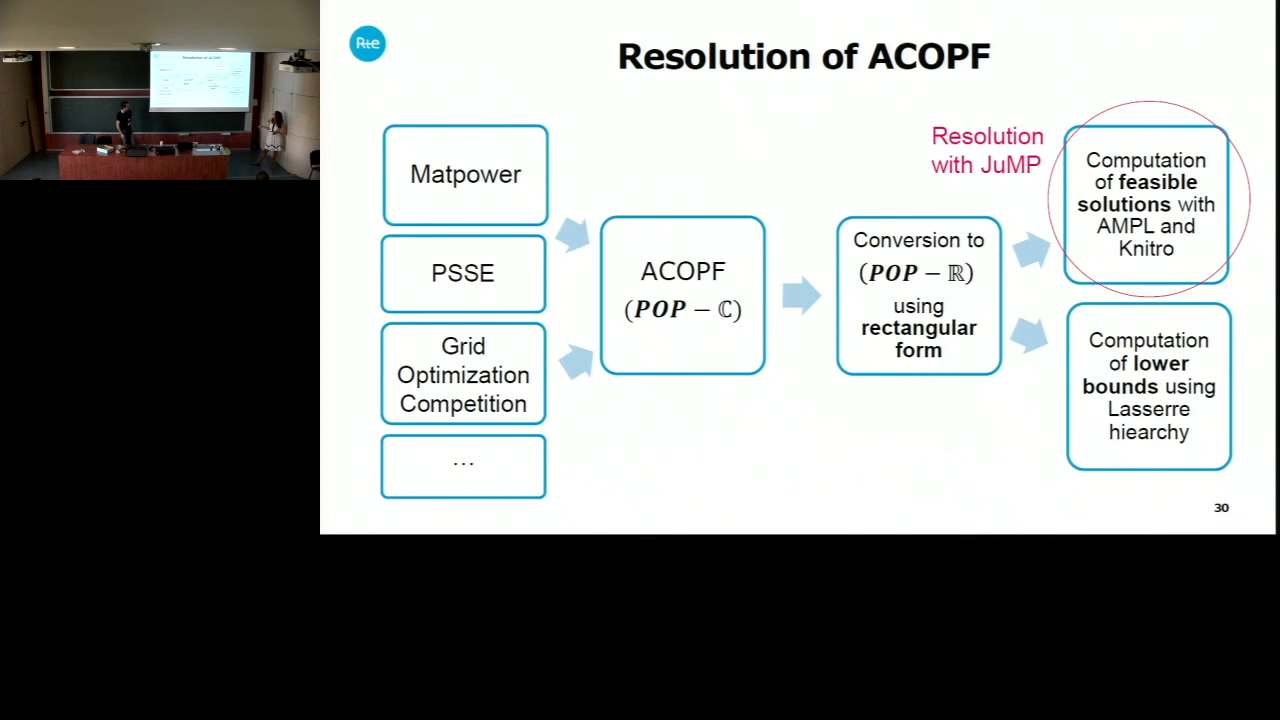 Rte
Resolution of ACOPF
Matpower
PSSE
Grid
Optimization
Competition
...
ACOPF
(POP − ℂ)
Conversion to
(POP − ℝ)
using
rectangular
form
Resolution
with JuMP
Computation
of feasible
solutions with
AMPL and
Knitro
Computation
of lower
bounds using
Lasserre
hiearchy
30